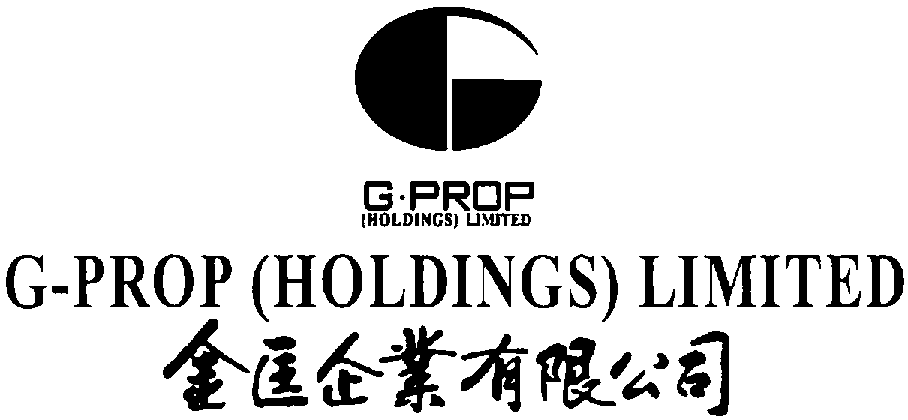 G·PROP
(HOLDINGS) LIMITED
G-PROP (HOLDINGS) LIMITED
金匡企業有限公司